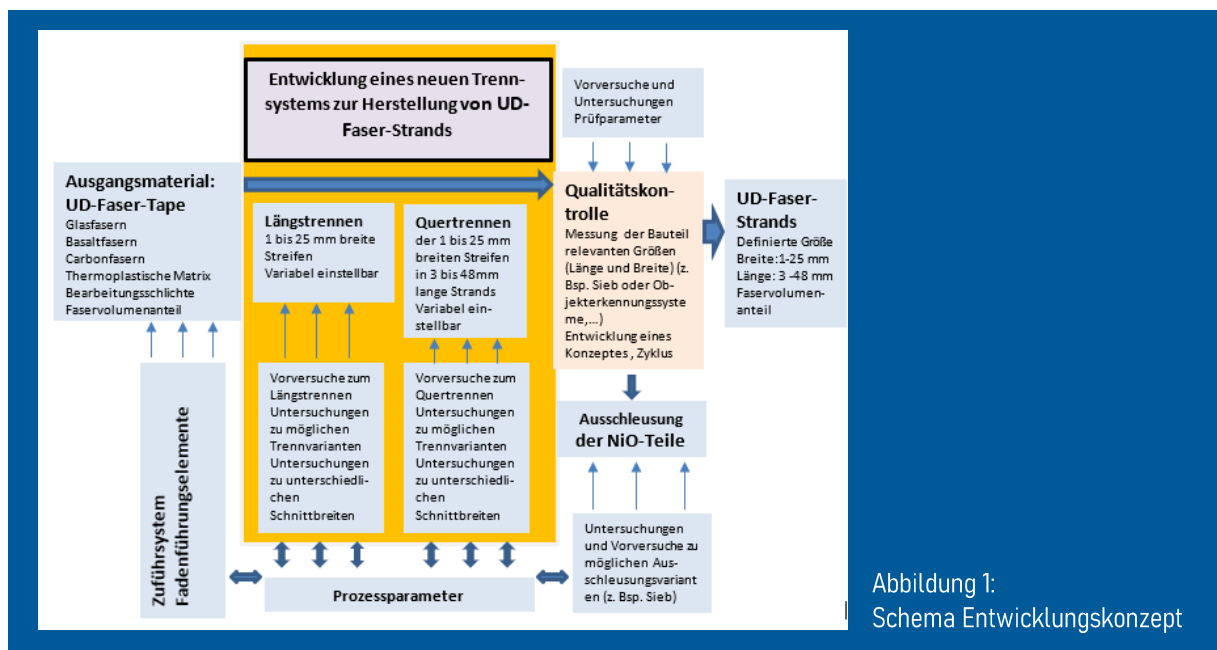 Entwicklung eines neuen Trenn-
systems zur Herstellung von UD-
Faser-Strands
Vorversuche und
Untersuchungen
Prüfparameter
Ausgangsmaterial:
UD-Faser-Tape
Glasfasern
Basaltfasern
Carbonfasern
Thermoplastische Matrix
Bearbeitungsschlichte
Faservolumenanteil
Längstrennen
1 bis 25 mm breite
Streifen
Variabel einstellbar
Quertrennen
der 1 bis 25 mm
breiten Streifen
in 3 bis 48mm
lange Strands
Variabel ein-
stellbar
Qualitätskon-
trolle
Messung der Bauteil
relevanten Größen
(Länge und Breite) (z.
Bsp. Sieb oder Ob-
jekterkennungssyste
me,...)
Entwicklung eines
Konzeptes , Zyklus
UD-Faser-
Strands
Definierte Größe
Breite:1-25 mm
Länge: 3 -48 mm
Faservolumen-
anteil
Zuführsystem
Fadenführungselemente
Vorversuche zum
Längstrennen
Untersuchungen
zu möglichen
Trennvarianten
Untersuchungen
zu unterschiedli-
chen
Schnittbreiten
Vorversuche zum
Quertrennen
Untersuchungen
zu möglichen
Trennvarianten
Untersuchungen
zu unterschiedli-
chen
Schnittbreiten
Ausschleusung
der NiO-Teile
Untersuchungen
und Vorversuche zu
möglichen Aus-
schleusungsvariant
en (z. Bsp. Sieb)
Prozessparameter
Abbildung 1:
Schema Entwicklungskonzept